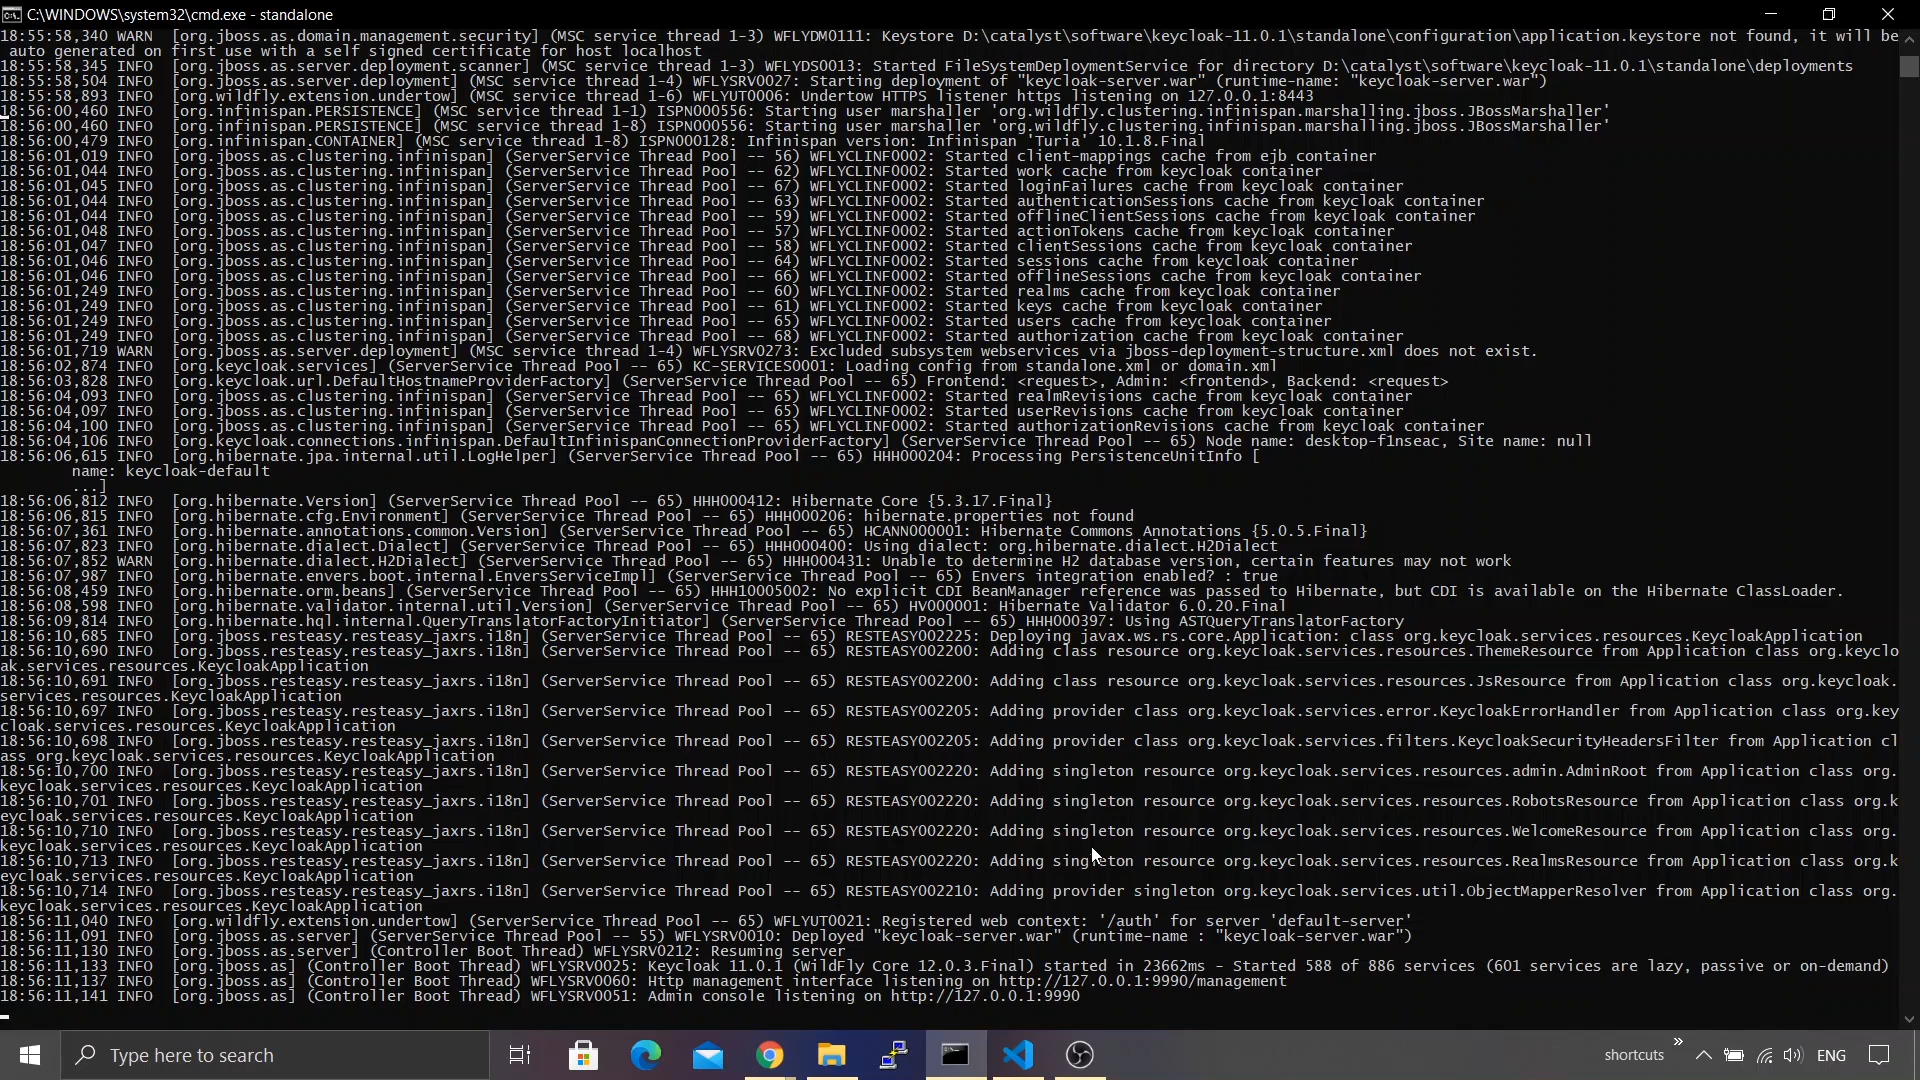 C:\WINDOWS\system32\cmd.exe - standalone
18:55:58,340 WARN  [org.jboss.as.domain.management.security] (MSC service thread 1-3) WFLYDM0111: Keystore D:\catalyst\software\keycloak-11.0.1\standalone\configuration\application.keystore not found, it will be
auto generated on first use with a self signed certificate for host localhost
18:55:58,345 INFO  [org.jboss.as.server.deployment.scanner] (MSC service thread 1-3) WFLYDS0013: Started FileSystemDeploymentService for directory D:\catalyst\software\keycloak-11.0.1\standalone\deployments
18:55:58,504 INFO  [org.jboss.as.server.deployment] (MSC service thread 1-4) WFLYSRV0027: Starting deployment of "keycloak-server.war" (runtime-name: "keycloak-server.war")
18:55:58,893 INFO  [org.wildfly.extension.undertow] (MSC service thread 1-6) WFLYUT0006: Undertow HTTPS listener https listening on 127.0.0.1:8443
18:56:00,460 INFO  [org.infinispan.PERSISTENCE] (MSC service thread 1-1) ISPN000556: Starting user marshaller 'org.wildfly.clustering.infinispan.marshalling.jboss.JBossMarshaller'
18:56:00,460 INFO  [org.infinispan.PERSISTENCE] (MSC service thread 1-8) ISPN000556: Starting user marshaller 'org.wildfly.clustering.infinispan.marshalling.jboss.JBossMarshaller'
18:56:00,479 INFO  [org.infinispan.CONTAINER] (MSC service thread 1-8) ISPN000128: Infinispan version: Infinispan 'Turia' 10.1.8.Final
18:56:01,019 INFO  [org.jboss.as.clustering.infinispan] (ServerService Thread Pool -- 56) WFLYCLINF0002: Started client-mappings cache from ejb container
18:56:01,044 INFO  [org.jboss.as.clustering.infinispan] (ServerService Thread Pool -- 62) WFLYCLINF0002: Started work cache from keycloak container
18:56:01,045 INFO  [org.jboss.as.clustering.infinispan] (ServerService Thread Pool -- 67) WFLYCLINF0002: Started loginFailures cache from keycloak container
18:56:01,044 INFO  [org.jboss.as.clustering.infinispan] (ServerService Thread Pool -- 63) WFLYCLINF0002: Started authenticationSessions cache from keycloak container
18:56:01,044 INFO  [org.jboss.as.clustering.infinispan] (ServerService Thread Pool -- 59) WFLYCLINF0002: Started offlineClientSessions cache from keycloak container
18:56:01,048 INFO  [org.jboss.as.clustering.infinispan] (ServerService Thread Pool -- 57) WFLYCLINF0002: Started actionTokens cache from keycloak container
18:56:01,047 INFO  [org.jboss.as.clustering.infinispan] (ServerService Thread Pool -- 58) WFLYCLINF0002: Started clientSessions cache from keycloak container
18:56:01,046 INFO  [org.jboss.as.clustering.infinispan] (ServerService Thread Pool -- 64) WFLYCLINF0002: Started sessions cache from keycloak container
18:56:01,046 INFO  [org.jboss.as.clustering.infinispan] (ServerService Thread Pool -- 66) WFLYCLINF0002: Started offlineSessions cache from keycloak container
18:56:01,249 INFO  [org.jboss.as.clustering.infinispan] (ServerService Thread Pool -- 60) WFLYCLINF0002: Started realms cache from keycloak container
18:56:01,249 INFO  [org.jboss.as.clustering.infinispan] (ServerService Thread Pool -- 61) WFLYCLINF0002: Started keys cache from keycloak container
18:56:01,249 INFO  [org.jboss.as.clustering.infinispan] (ServerService Thread Pool -- 65) WFLYCLINF0002: Started users cache from keycloak container
18:56:01,249 INFO  [org.jboss.as.clustering.infinispan] (ServerService Thread Pool -- 68) WFLYCLINF0002: Started authorization cache from keycloak container
18:56:01,719 WARN  [org.jboss.as.server.deployment] (MSC service thread 1-4) WFLYSRV0273: Excluded subsystem webservices via jboss-deployment-structure.xml does not exist.
18:56:02,874 INFO  [org.keycloak.services] (ServerService Thread Pool -- 65) KC-SERVICES0001: Loading config from standalone.xml or domain.xml
18:56:03,828 INFO  [org.keycloak.url.DefaultHostnameProviderFactory] (ServerService Thread Pool -- 65) Frontend: <request>, Admin: <frontend>, Backend: <request>
18:56:04,093 INFO  [org.jboss.as.clustering.infinispan] (ServerService Thread Pool -- 65) WFLYCLINF0002: Started realmRevisions cache from keycloak container
18:56:04,097 INFO  [org.jboss.as.clustering.infinispan] (ServerService Thread Pool -- 65) WFLYCLINF0002: Started userRevisions cache from keycloak container
18:56:04,100 INFO  [org.jboss.as.clustering.infinispan] (ServerService Thread Pool -- 65) WFLYCLINF0002: Started authorizationRevisions cache from keycloak container
18:56:04,106 INFO  [org.keycloak.connections.infinispan.DefaultInfinispanConnectionProviderFactory] (ServerService Thread Pool -- 65) Node name: desktop-f1nseac, Site name: null
18:56:06,615 INFO  [org.hibernate.jpa.internal.util.LogHelper] (ServerService Thread Pool -- 65) HHH000204: Processing PersistenceUnitInfo [
name: keycloak-default
...]
18:56:06,812 INFO  [org.hibernate.Version] (ServerService Thread Pool -- 65) HHH000412: Hibernate Core {5.3.17.Final}
18:56:06,815 INFO  [org.hibernate.cfg.Environment] (ServerService Thread Pool -- 65) HHH000206: hibernate.properties not found
18:56:07,361 INFO  [org.hibernate.annotations.common.Version] (ServerService Thread Pool -- 65) HCANN000001: Hibernate Commons Annotations {5.0.5.Final}
18:56:07,823 INFO  [org.hibernate.dialect.Dialect] (ServerService Thread Pool -- 65) HHH000400: Using dialect: org.hibernate.dialect.H2Dialect
18:56:07,852 WARN  [org.hibernate.dialect.H2Dialect] (ServerService Thread Pool -- 65) HHH000431: Unable to determine H2 database version, certain features may not work
18:56:07,987 INFO  [org.hibernate.envers.boot.internal.EnversServiceImpl] (ServerService Thread Pool -- 65) Envers integration enabled? : true
18:56:08,459 INFO  [org.hibernate.orm.beans] (ServerService Thread Pool -- 65) HHH10005002: No explicit CDI BeanManager reference was passed to Hibernate, but CDI is available on the Hibernate ClassLoader.
18:56:08,598 INFO  [org.hibernate.validator.internal.util.Version] (ServerService Thread Pool -- 65) HV000001: Hibernate Validator 6.0.20.Final
18:56:09,814 INFO  [org.hibernate.hql.internal.QueryTranslatorFactoryInitiator] (ServerService Thread Pool -- 65) HHH000397: Using ASTQueryTranslatorFactory
18:56:10,685 INFO  [org.jboss.resteasy.resteasy_jaxrs.i18n] (ServerService Thread Pool -- 65) RESTEASY002225: Deploying javax.ws.rs.core.Application: class org.keycloak.services.resources.KeycloakApplication
18:56:10,690 INFO  [org.jboss.resteasy.resteasy_jaxrs.i18n] (ServerService Thread Pool -- 65) RESTEASY002200: Adding class resource org.keycloak.services.resources.ThemeResource from Application class org.keyclo
ak.services.resources.KeycloakApplication
18:56:10,691 INFO  [org.jboss.resteasy.resteasy_jaxrs.i18n] (ServerService Thread Pool -- 65) RESTEASY002200: Adding class resource org.keycloak.services.resources.JsResource from Application class org.keycloak.
services.resources.KeycloakApplication
18:56:10,697 INFO  [org.jboss.resteasy.resteasy_jaxrs.i18n] (ServerService Thread Pool -- 65) RESTEASY002205: Adding provider class org.keycloak.services.error.KeycloakErrorHandler from Application class org.key
cloak.services.resources.KeycloakApplication
18:56:10,698 INFO  [org.jboss.resteasy.resteasy_jaxrs.i18n] (ServerService Thread Pool -- 65) RESTEASY002205: Adding provider class org.keycloak.services.filters.KeycloakSecurityHeadersFilter from Application cl
ass org.keycloak.services.resources.KeycloakApplication
18:56:10,700 INFO  [org.jboss.resteasy.resteasy_jaxrs.i18n] (ServerService Thread Pool -- 65) RESTEASY002220: Adding singleton resource org.keycloak.services.resources.admin.AdminRoot from Application class org.
keycloak.services.resources.KeycloakApplication
18:56:10,701 INFO  [org.jboss.resteasy.resteasy_jaxrs.i18n] (ServerService Thread Pool -- 65) RESTEASY002220: Adding singleton resource org.keycloak.services.resources.RobotsResource from Application class org.k
eycloak.services.resources.KeycloakApplication
18:56:10,710 INFO  [org.jboss.resteasy.resteasy_jaxrs.i18n] (ServerService Thread Pool -- 65) RESTEASY002220: Adding singleton resource org.keycloak.services.resources.WelcomeResource from Application class org.
keycloak.services.resources.KeycloakApplication
18:56:10,713 INFO  [org.jboss.resteasy.resteasy_jaxrs.i18n] (ServerService Thread Pool -- 65) RESTEASY002220: Adding singleton resource org.keycloak.services.resources.RealmsResource from Application class org.k
eycloak.services.resources.KeycloakApplication
18:56:10,714 INFO  [org.jboss.resteasy.resteasy_jaxrs.i18n] (ServerService Thread Pool -- 65) RESTEASY002210: Adding provider singleton org.keycloak.services.util.ObjectMapperResolver from Application class org.
keycloak.services.resources.KeycloakApplication
18:56:11,040 INFO  [org.wildfly.extension.undertow] (ServerService Thread Pool -- 65) WFLYUT0021: Registered web context: '/auth' for server 'default-server'
18:56:11,091 INFO  [org.jboss.as.server] (ServerService Thread Pool -- 55) WFLYSRV0010: Deployed "keycloak-server.war" (runtime-name : "keycloak-server.war")
18:56:11,130 INFO  [org.jboss.as.server] (Controller Boot Thread) WFLYSRV0212: Resuming server
18:56:11,133 INFO  [org.jboss.as] (Controller Boot Thread) WFLYSRV0025: Keycloak 11.0.1 (WildFly Core 12.0.3.Final) started in 23662ms - Started 588 of 886 services (601 services are lazy, passive or on-demand)
18:56:11,137 INFO  [org.jboss.as] (Controller Boot Thread) WFLYSRV0060: Http management interface listening on http://127.0.0.1:9990/management
18:56:11,141 INFO  [org.jboss.as] (Controller Boot Thread) WFLYSRV0051: Admin console listening on http://127.0.0.1:9990
Type here to search
shortcuts
ENG